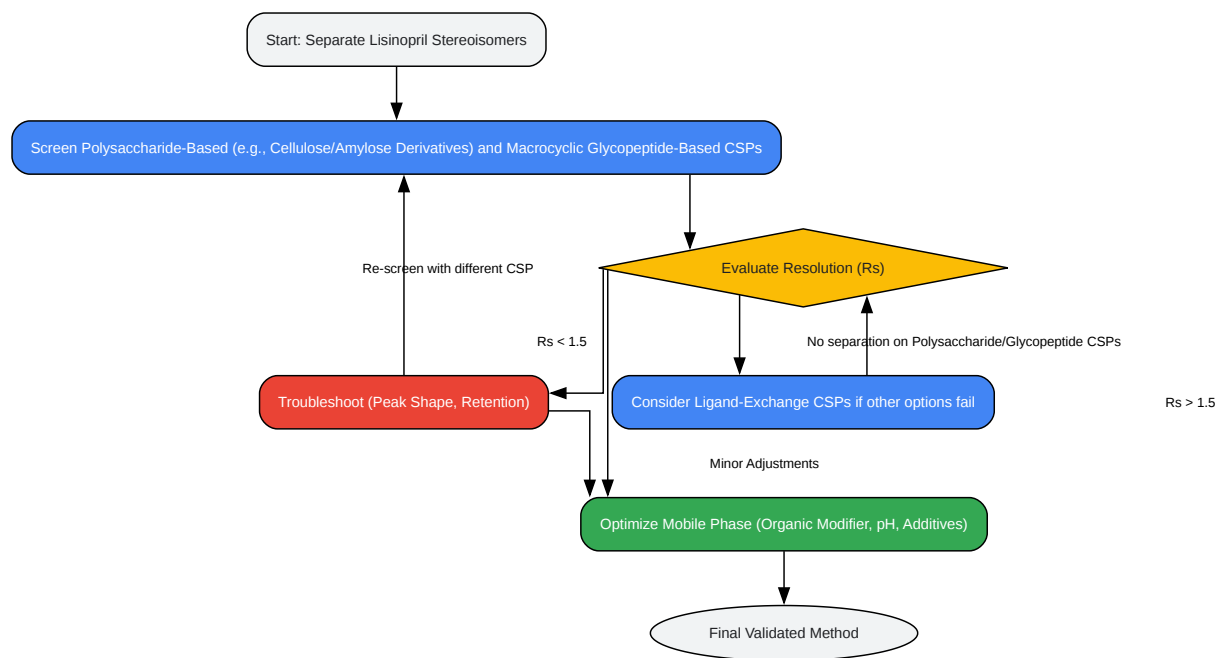 Start: Separate Lisinopril Stereoisomers
Screen Polysaccharide-Based (e.g., Cellulose/Amylose Derivatives) and Macrocyclic Glycopeptide-Based CSPs
Re-screen with different CSP
Evaluate Resolution (Rs)
Rs < 1.5
No separation on Polysaccharide/Glycopeptide CSPs
Troubleshoot (Peak Shape, Retention)
Consider Ligand-Exchange CSPs if other options fail
Rs > 1.5
Minor Adjustments
Optimize Mobile Phase (Organic Modifier, pH, Additives)
Final Validated Method